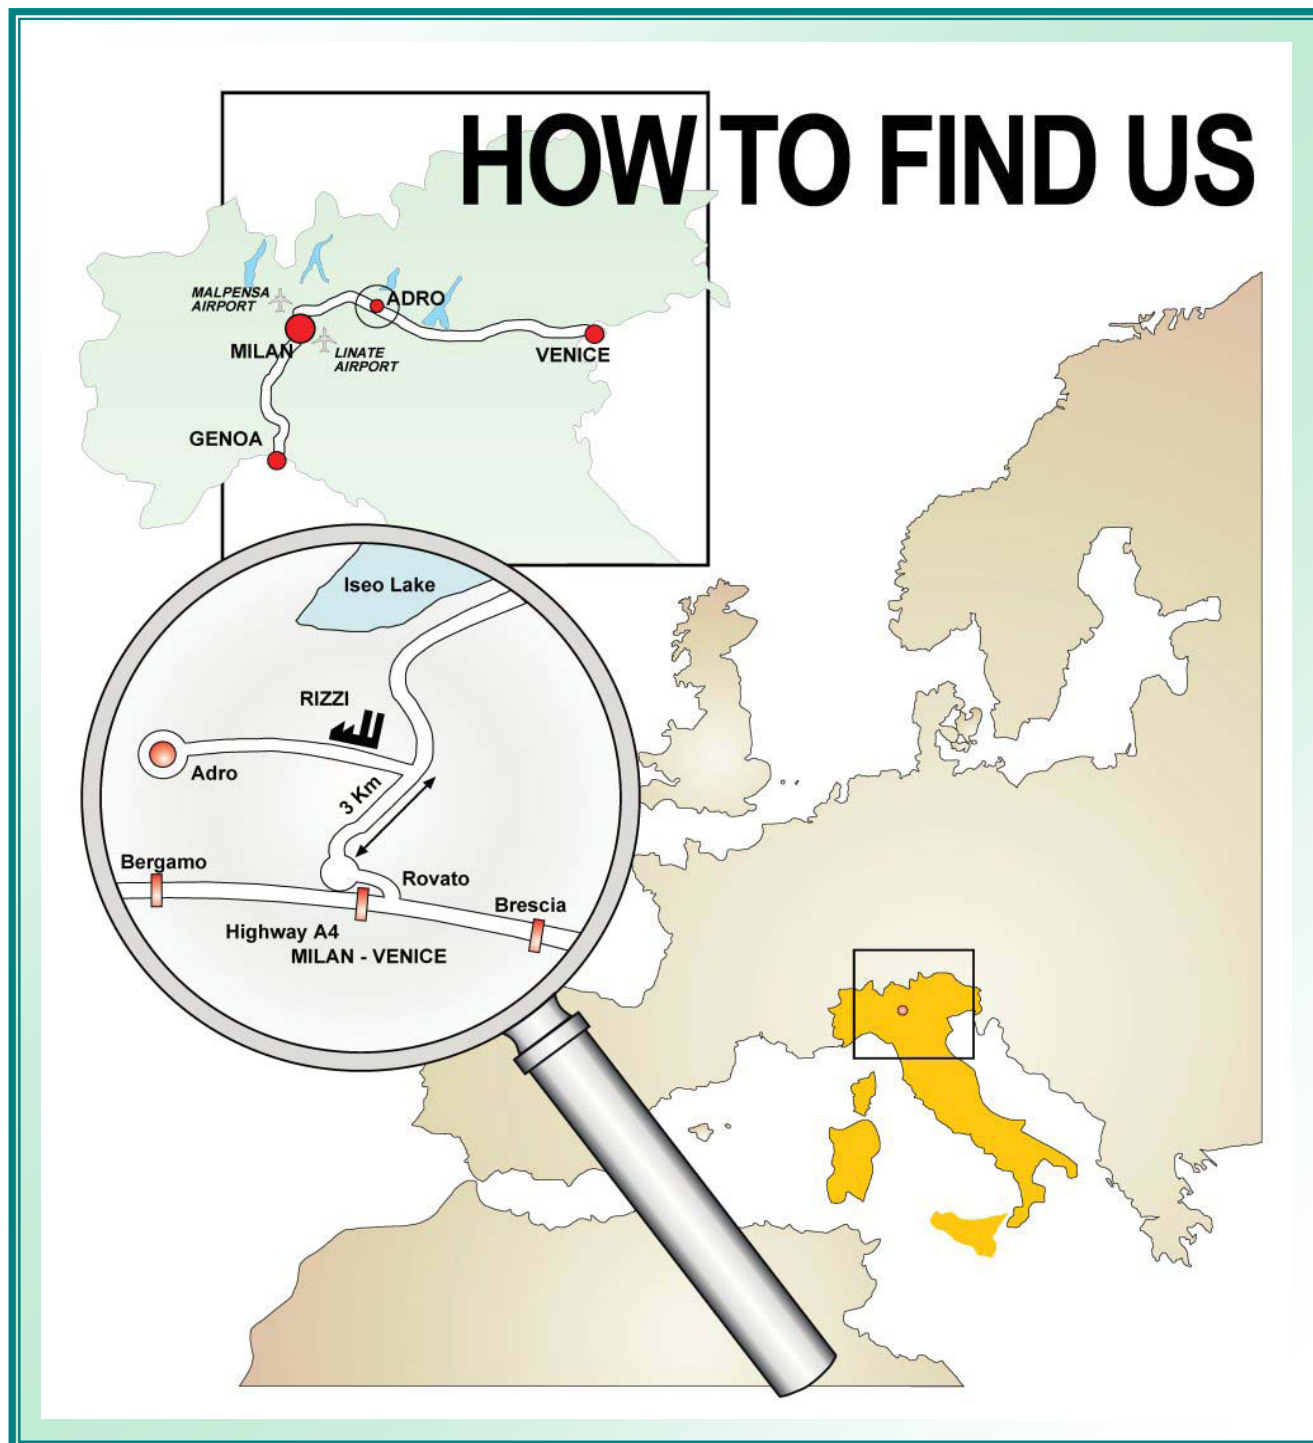 HOW TO FIND US
MALPENSA
AIRPORT
ADRO
MILAN
LINATE
AIRPORT
VENICE
GENOA
Iseo Lake
RIZZI
Adro
3 Km
Bergamo
Rovato
Brescia
Highway A4
MILAN - VENICE